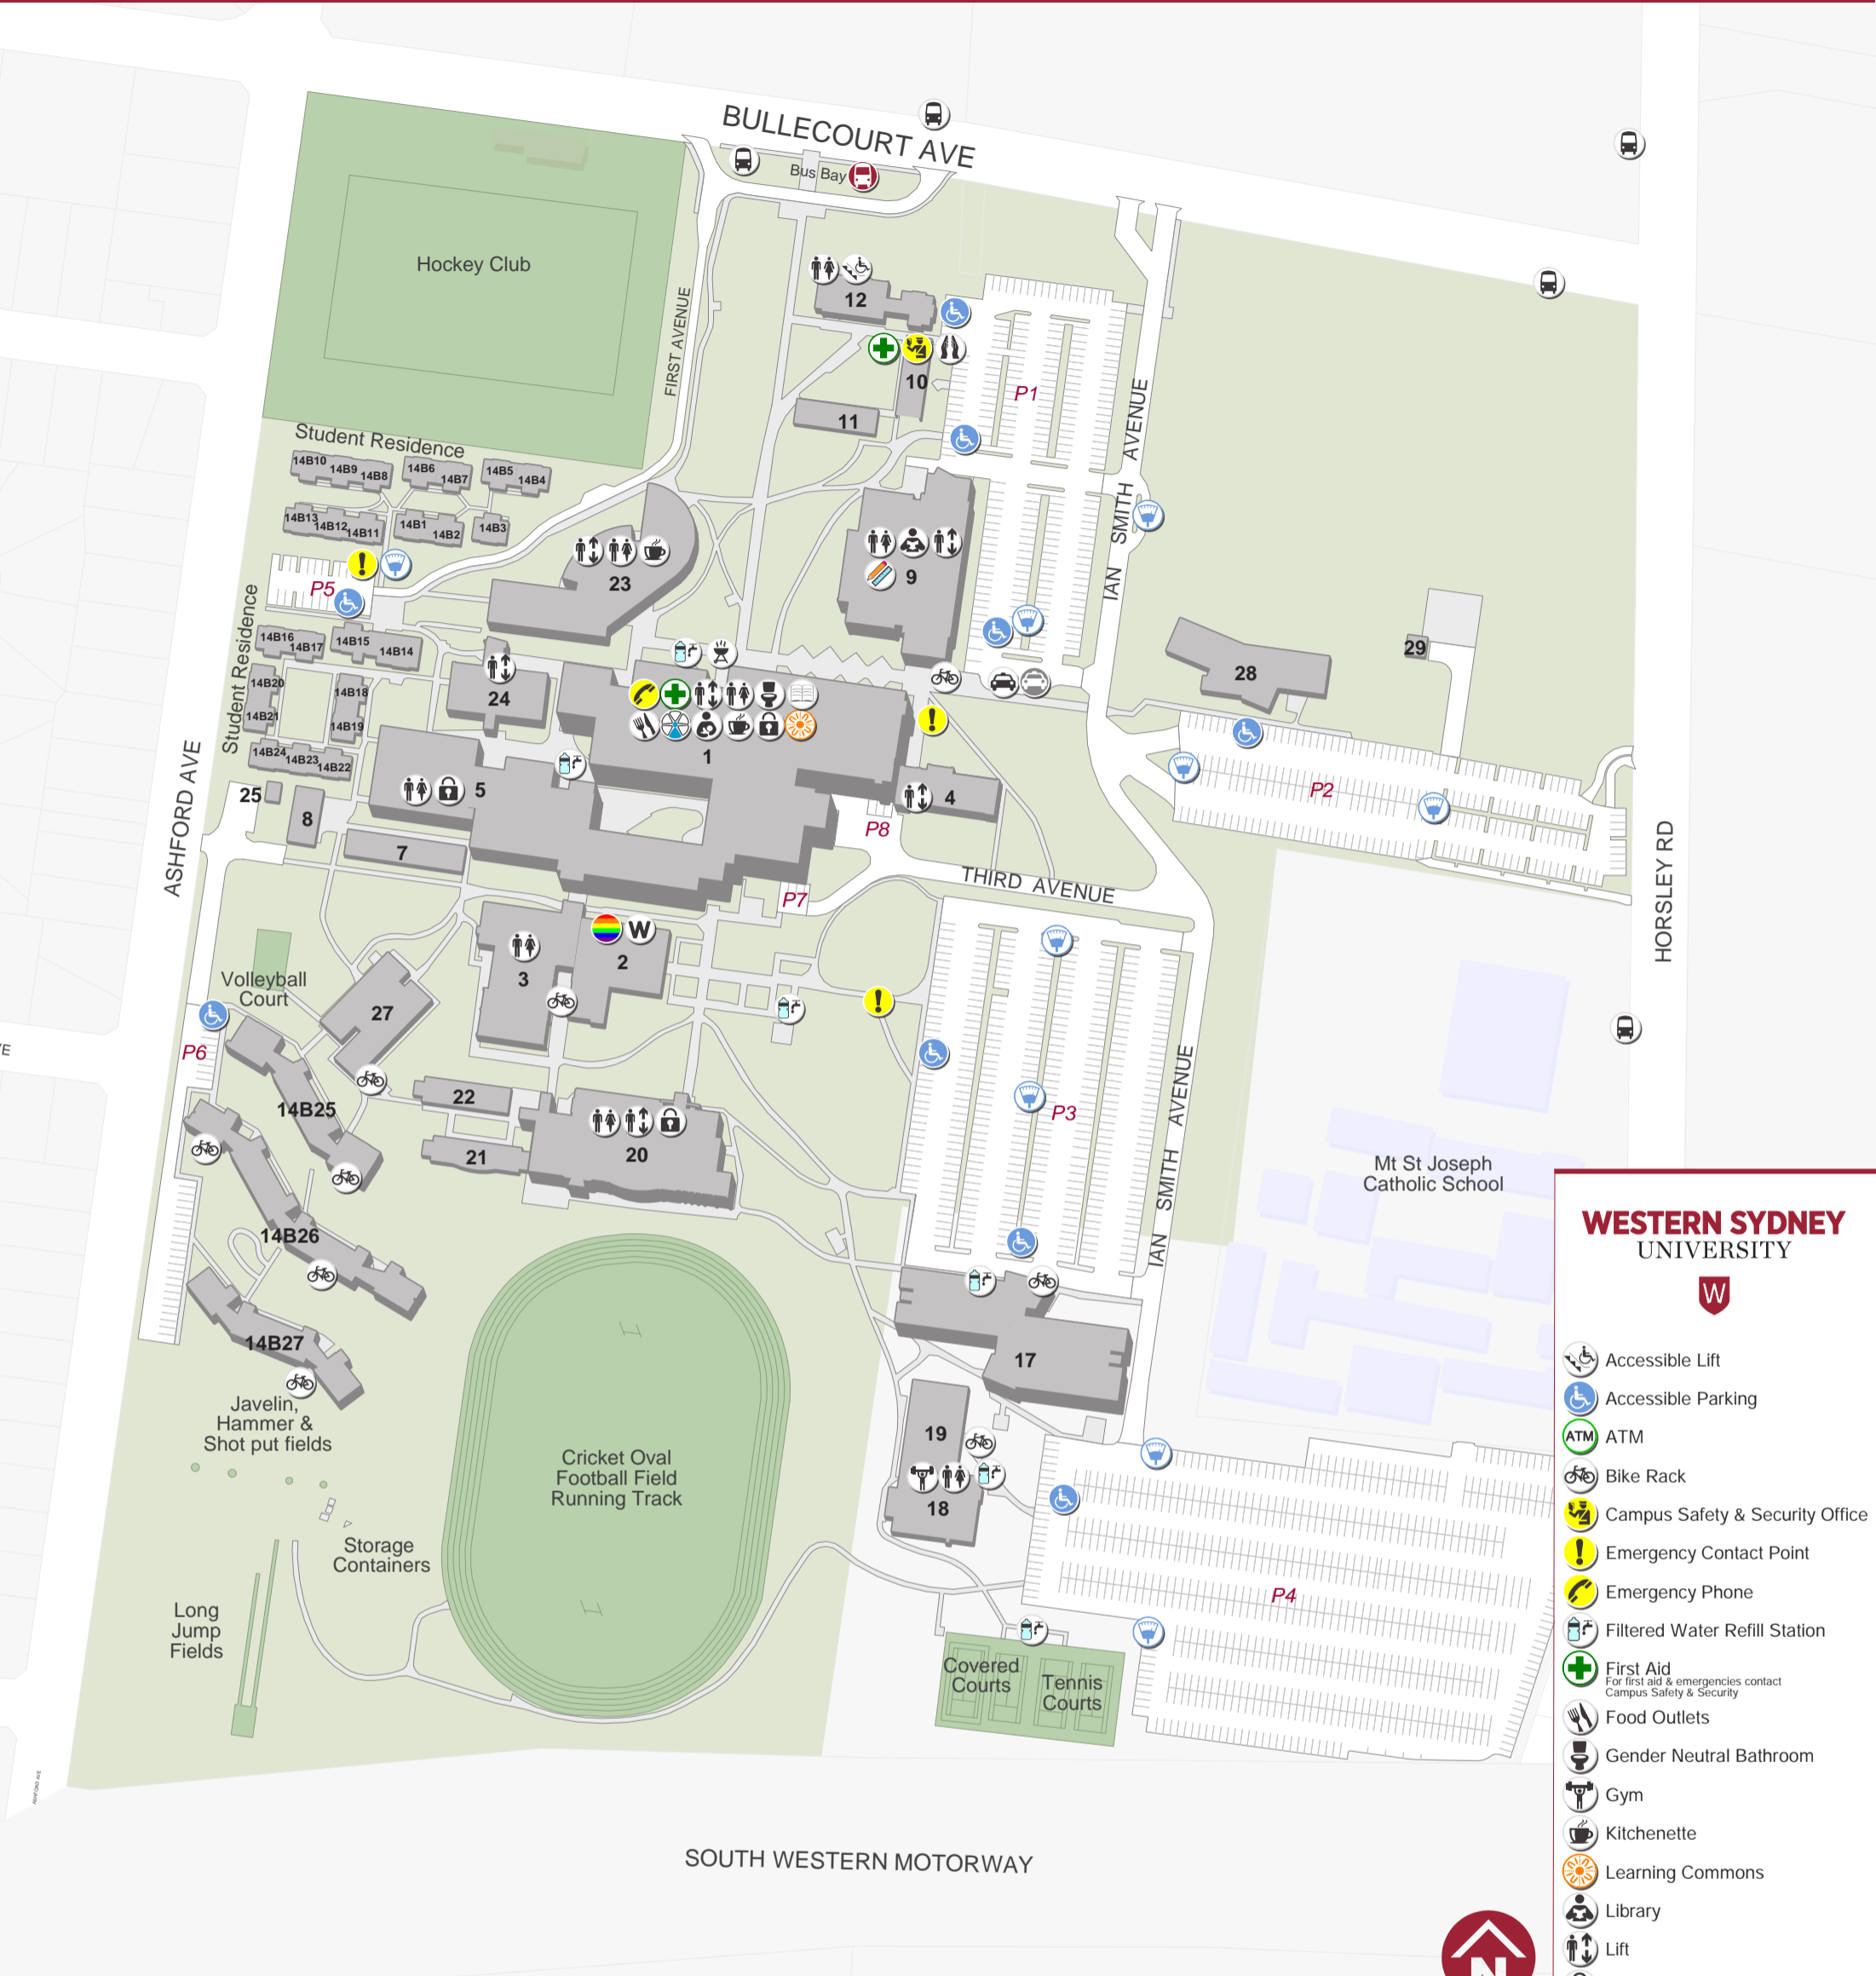 BULLECOURT AVE
Bus Bay
Hockey Club
FIRST AVENUE
12
10
11
P1
IAN SMITH AVENUE
Student Residence
14B10
14B9
14B8
14B6
14B7
14B5
14B4
14B13
14B12
14B11
14B1
14B2
14B3
P5
23
9
Student Residence
14B16
14B17
14B15
14B14
14B20
14B21
14B18
14B19
14B24
14B23
14B22
24
28
29
1
5
4
25
8
7
P8
P7
P2
ASHFORD AVE
HORSLEY RD
THIRD AVENUE
W
2
3
Volleyball
Court
27
P6
E
14B25
22
21
20
P3
IAN SMITH AVENUE
Mt St Joseph
Catholic School
14B26
14B27
17
19
18
Javelin,
Hammer &
Shot put fields
Cricket Oval
Football Field
Running Track
Storage
Containers
Long
Jump
Fields
P4
Covered
Courts
Tennis
Courts
ASHFORD AVE
SOUTH WESTERN MOTORWAY
N
WESTERN SYDNEY
UNIVERSITY
W
Accessible Lift
Accessible Parking
ATM ATM
Bike Rack
Campus Safety & Security Office
Emergency Contact Point
Emergency Phone
Filtered Water Refill Station
First Aid
For first aid & emergencies contact
Campus Safety & Security
Food Outlets
Gender Neutral Bathroom
Gym
Kitchenette
Learning Commons
Library
Lift